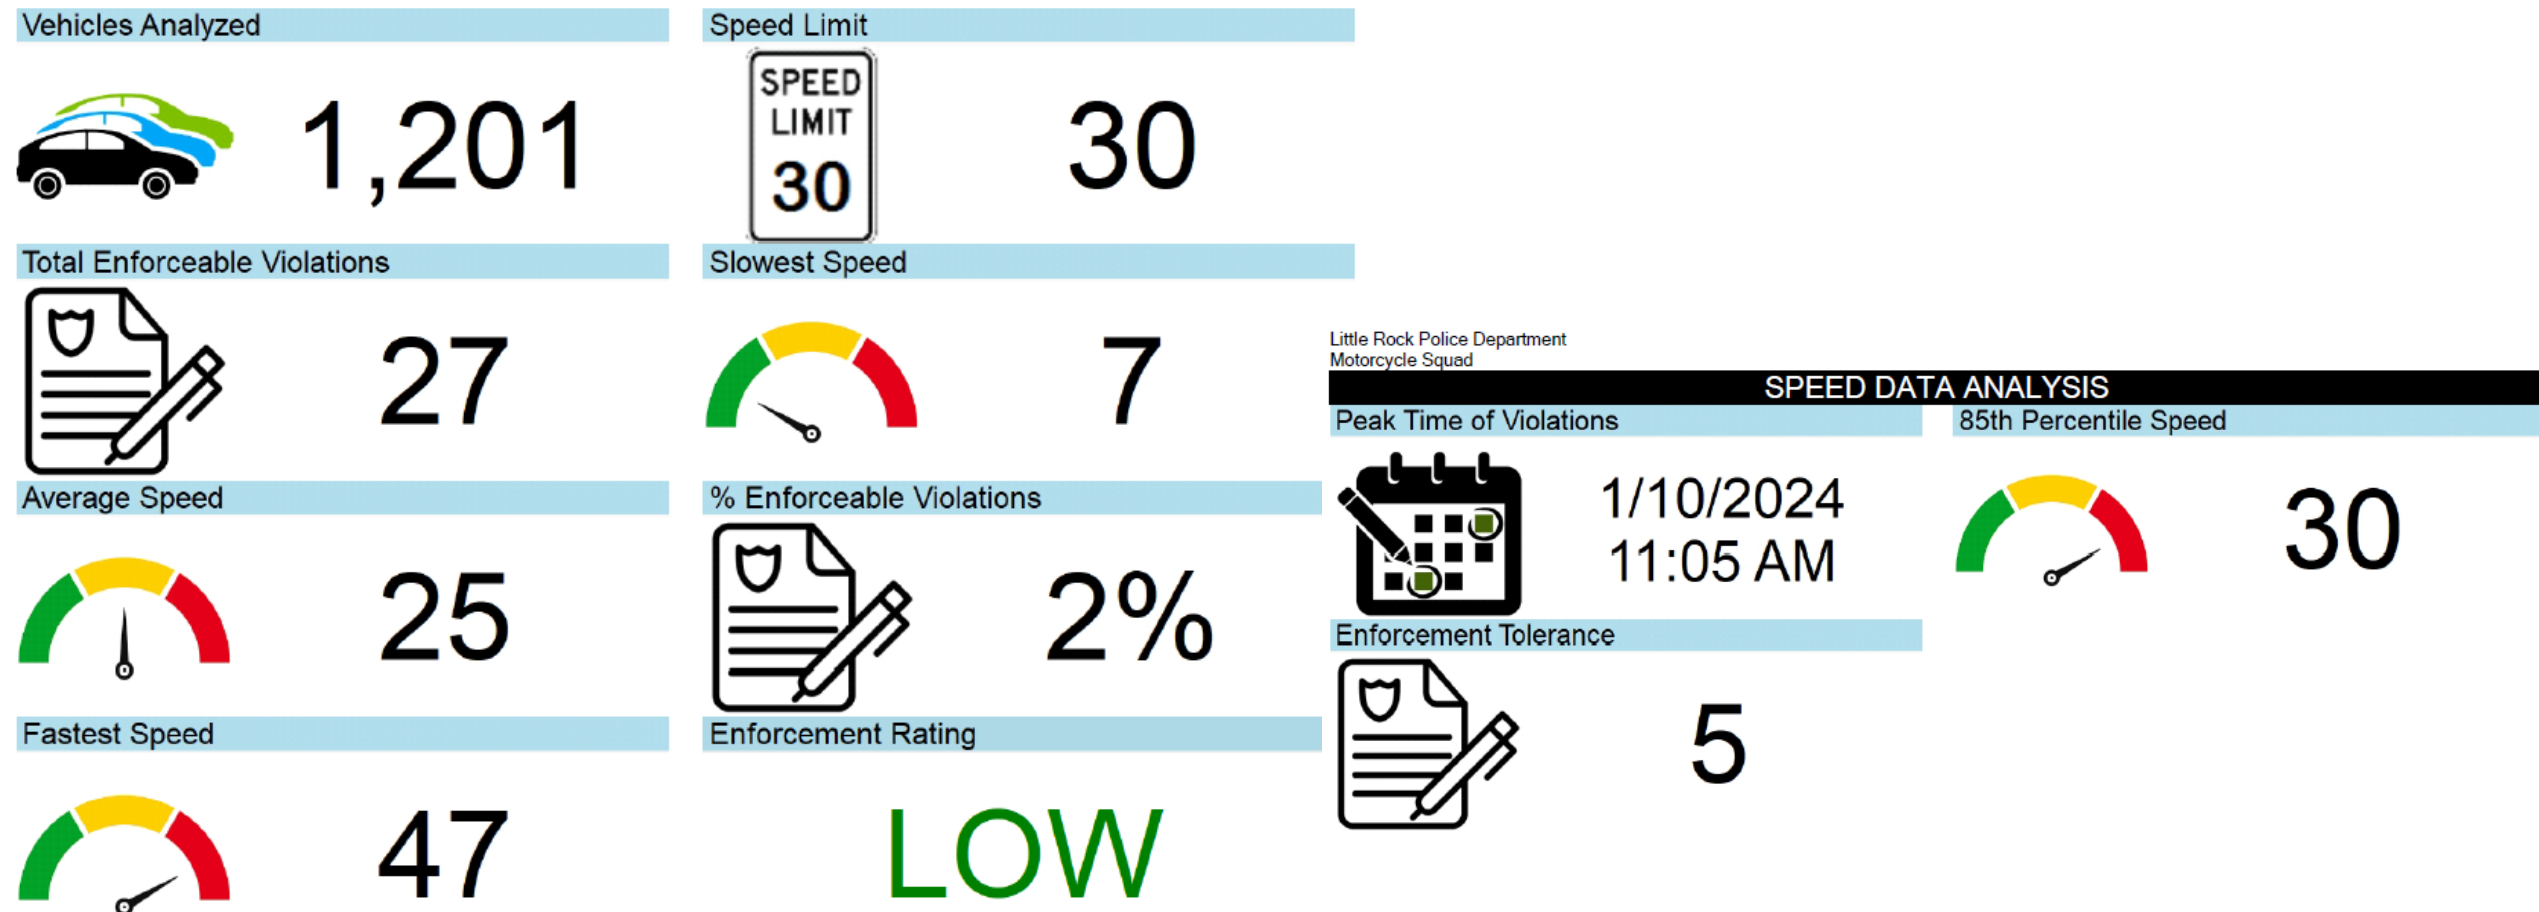 Vehicles Analyzed
1,201
Speed Limit
SPEED
LIMIT
30
30
Total Enforceable Violations
27
Slowest Speed
7
Average Speed
25
% Enforceable Violations
2%
Fastest Speed
47
Enforcement Rating
LOW
Little Rock Police Department
Motorcycle Squad
SPEED DATA ANALYSIS
Peak Time of Violations
1/10/2024
11:05 AM
85th Percentile Speed
30
Enforcement Tolerance
5